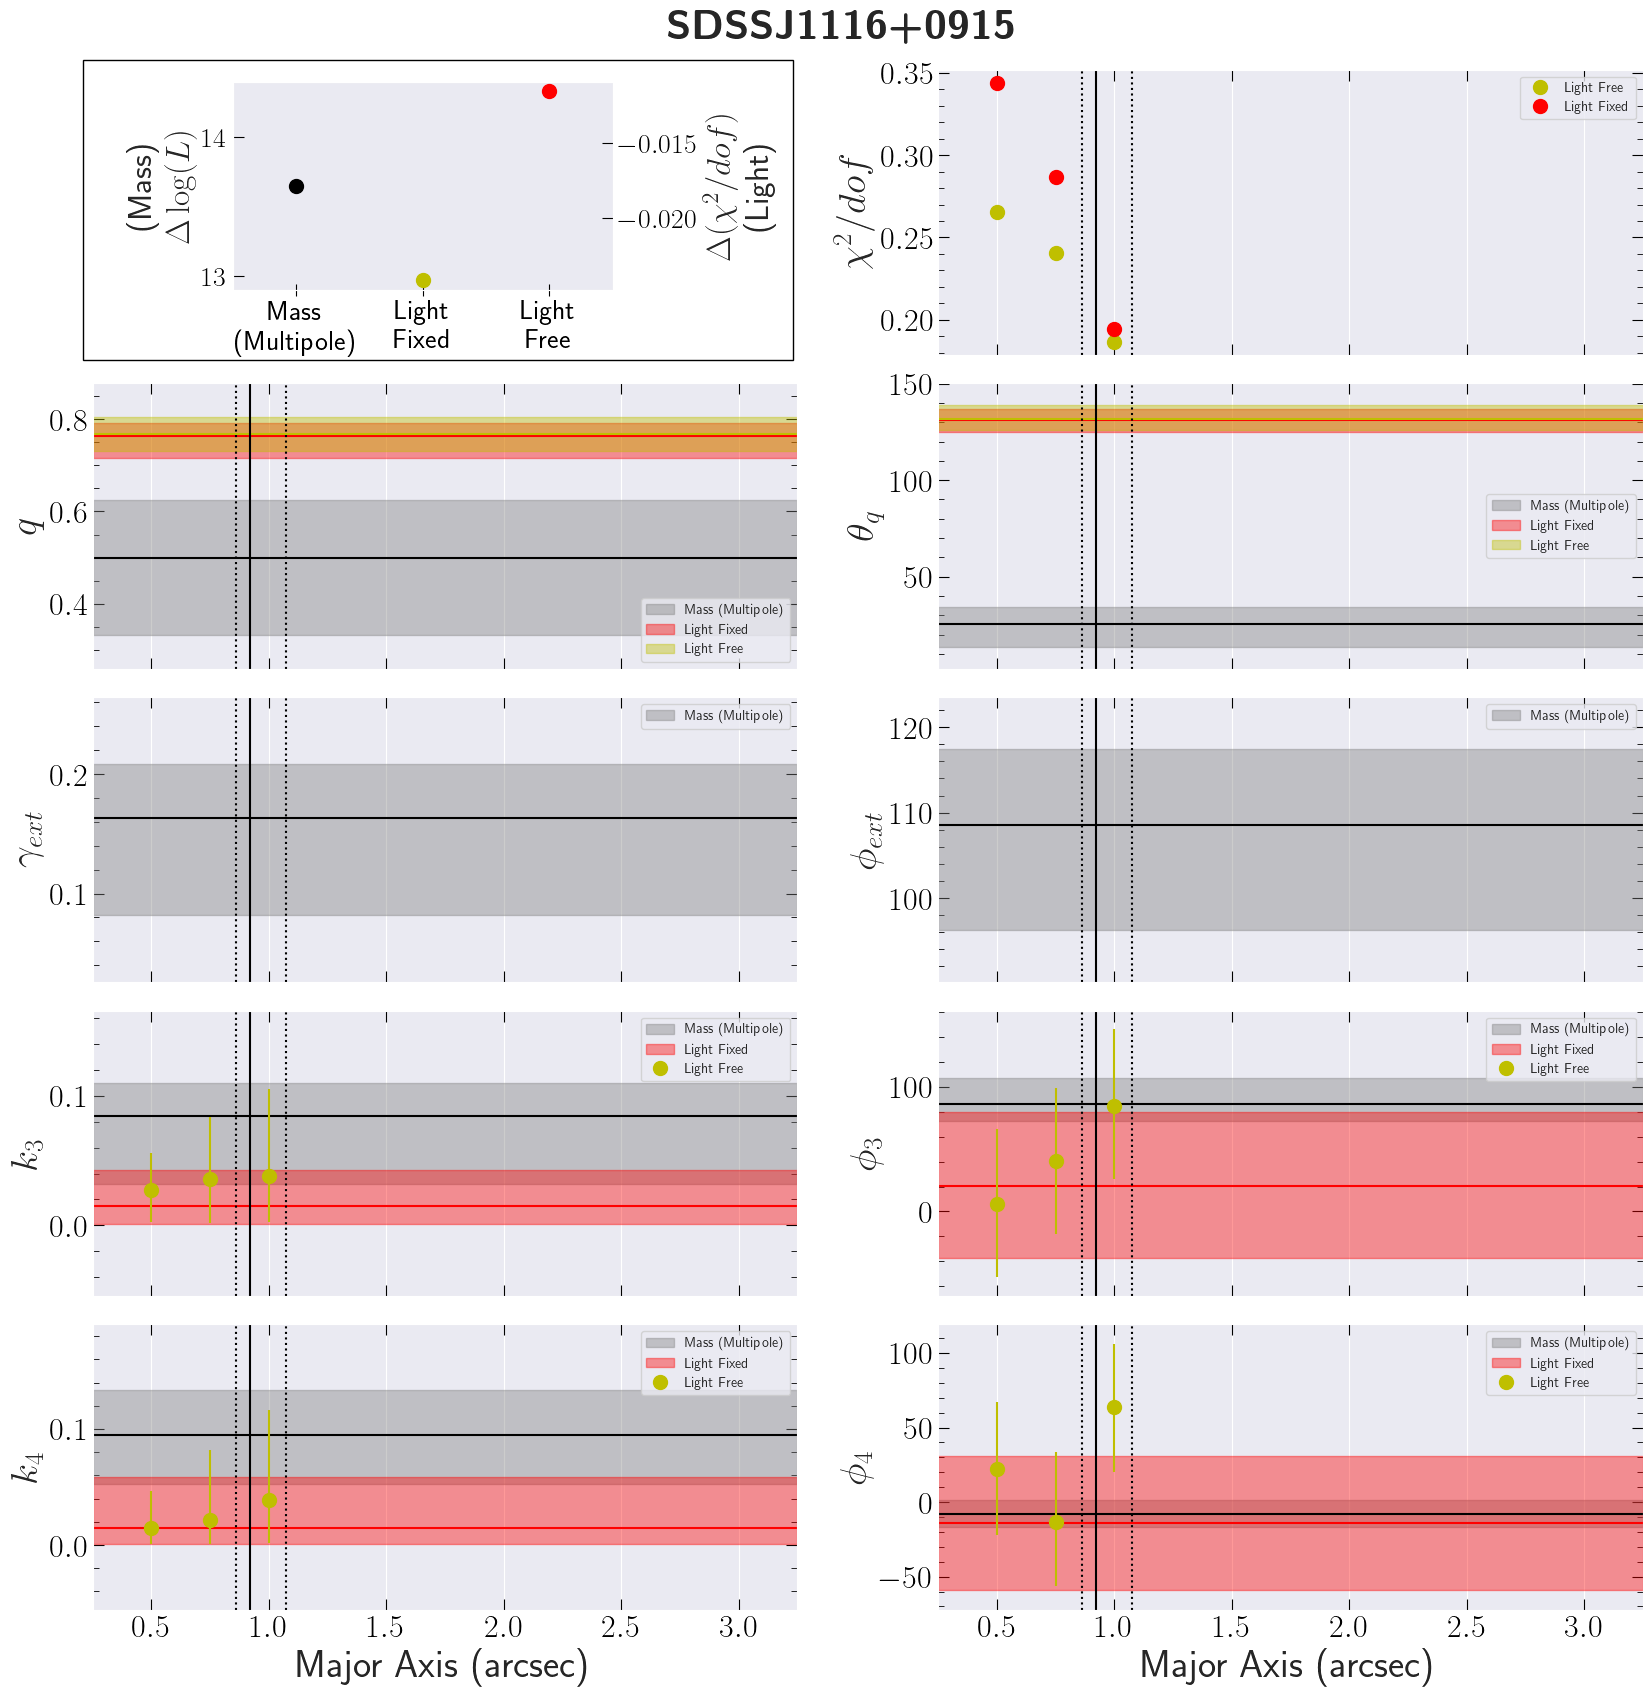 SDSSJ1116+0915
(Mass)
Δ log(L)
14
13
−0.015
−0.020
Δ(χ²/dof)
(Light)
Mass
(Multipole)
Light
Fixed
Light
Free
χ²/dof
0.35
0.30
0.25
0.20
Light Free
Light Fixed
q
0.8
0.6
0.4
Mass (Multipole)
Light Fixed
Light Free
θq
150
100
50
Mass (Multipole)
Light Fixed
Light Free
γext
0.2
0.1
Mass (Multipole)
ϕext
120
110
100
Mass (Multipole)
k3
0.1
0.0
Mass (Multipole)
Light Fixed
Light Free
ϕ3
100
0
Mass (Multipole)
Light Fixed
Light Free
k4
0.1
0.0
Mass (Multipole)
Light Fixed
Light Free
0.5 1.0 1.5 2.0 2.5 3.0
Major Axis (arcsec)
ϕ4
100
50
0
−50
Mass (Multipole)
Light Fixed
Light Free
0.5 1.0 1.5 2.0 2.5 3.0
Major Axis (arcsec)